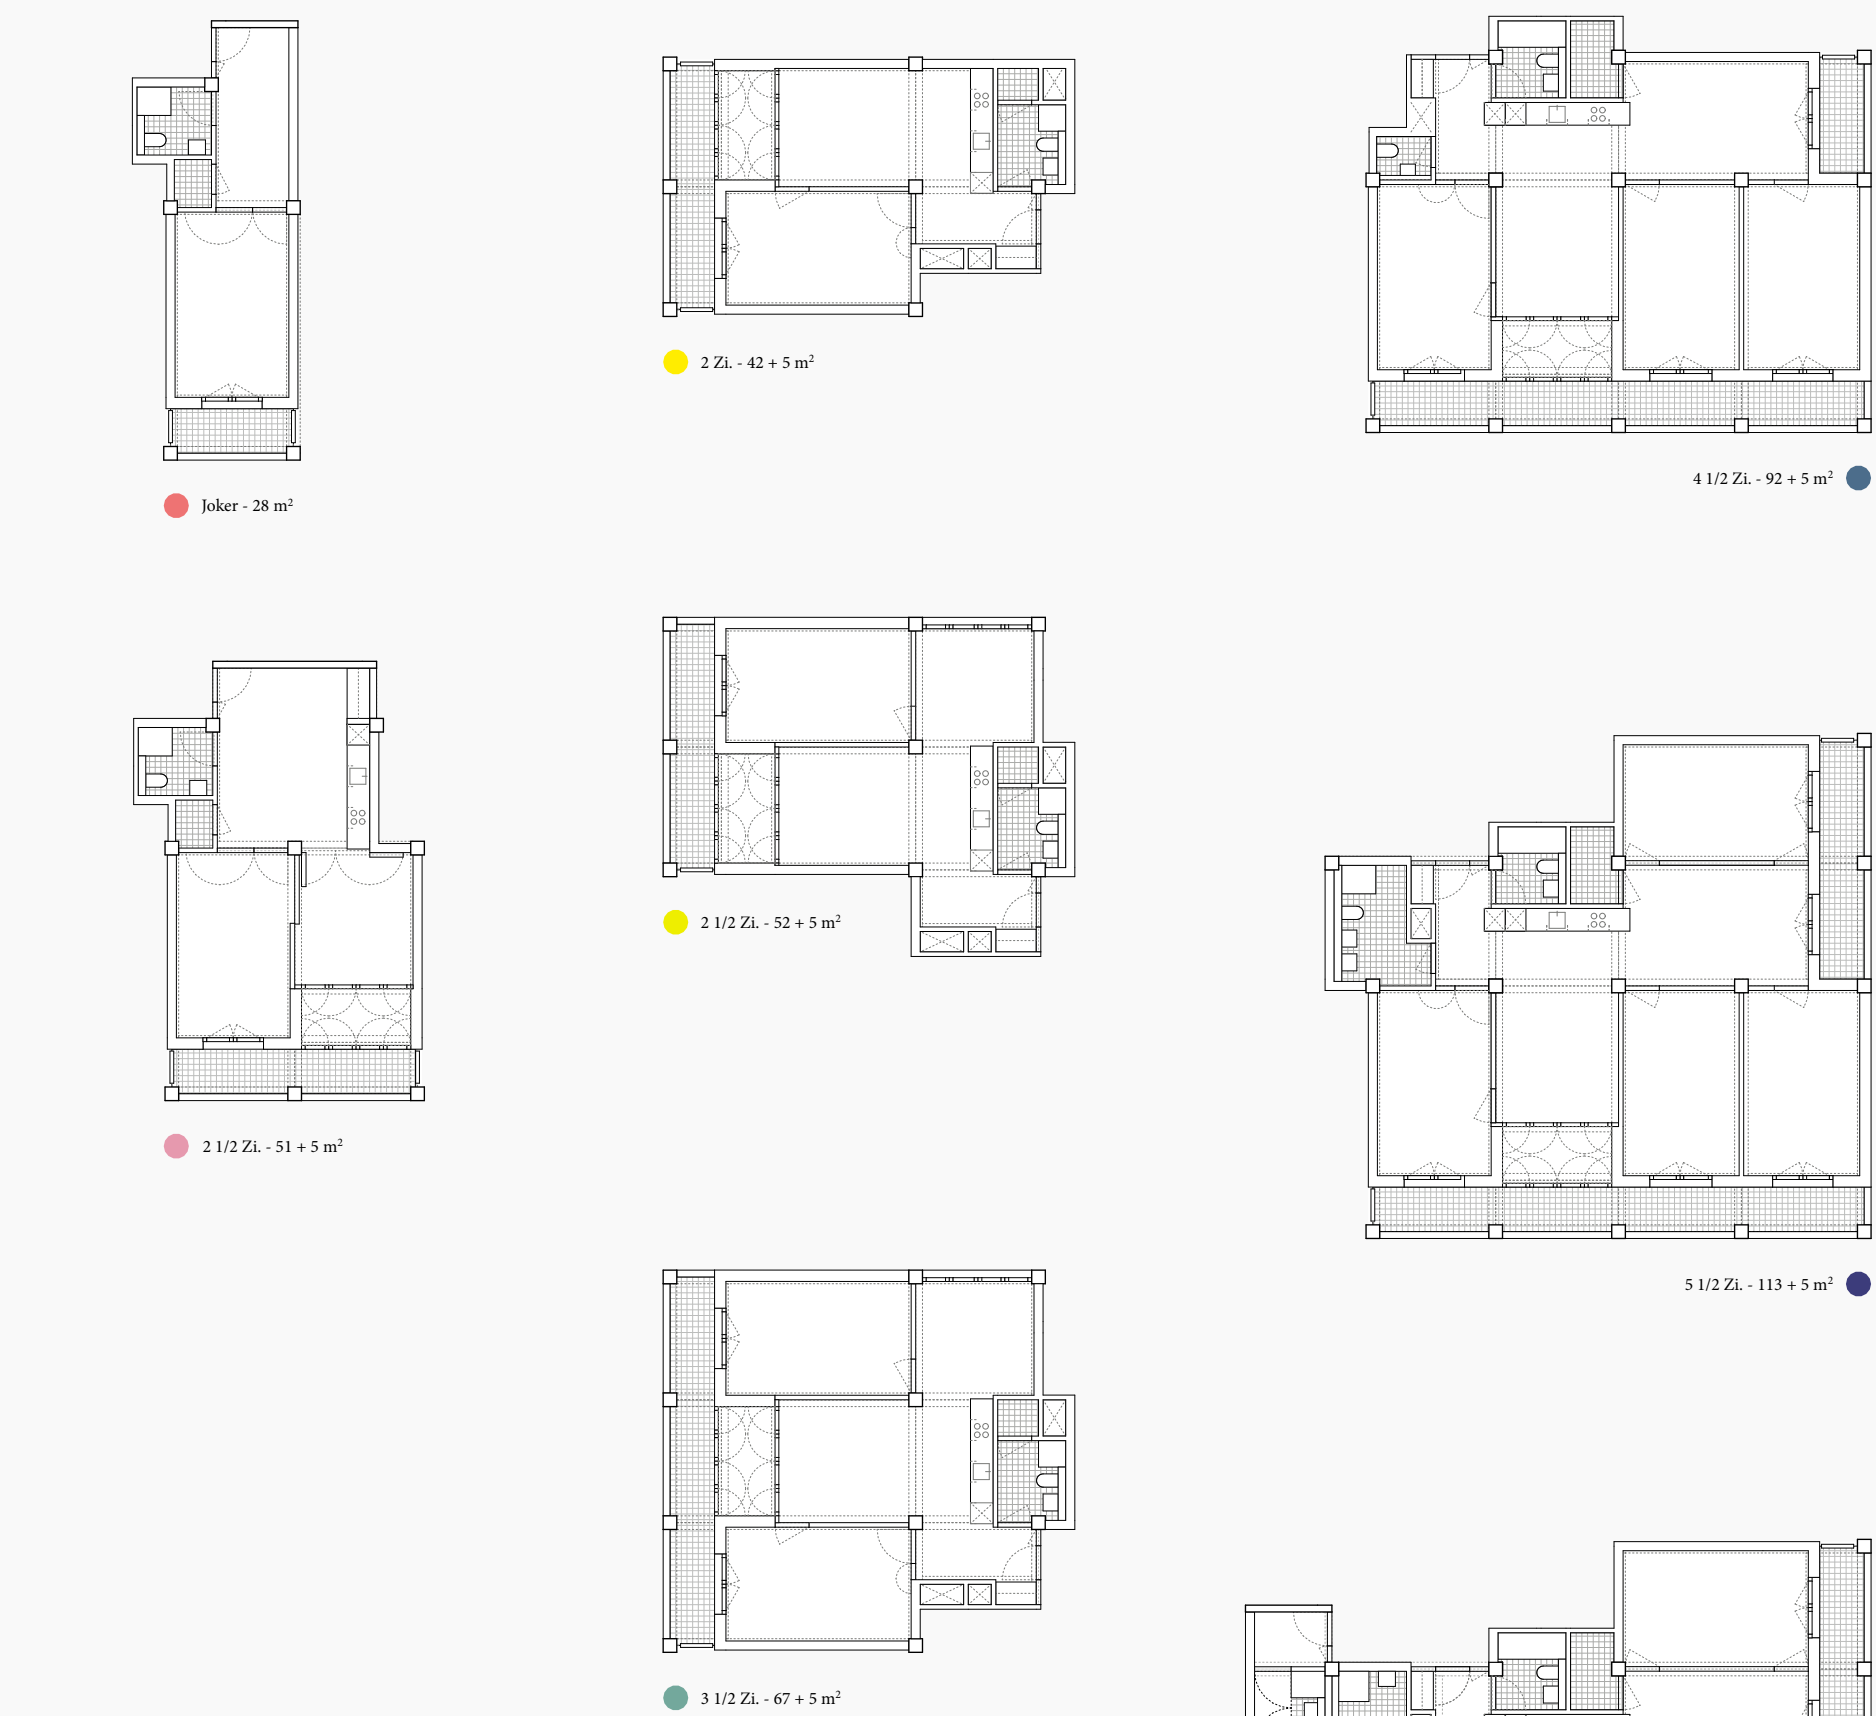 2 Zi. - 42 + 5 m²
4 1/2 Zi. - 92 + 5 m²
Joker - 28 m²
2 1/2 Zi. - 52 + 5 m²
2 1/2 Zi. - 51 + 5 m²
5 1/2 Zi. - 113 + 5 m²
3 1/2 Zi. - 67 + 5 m²